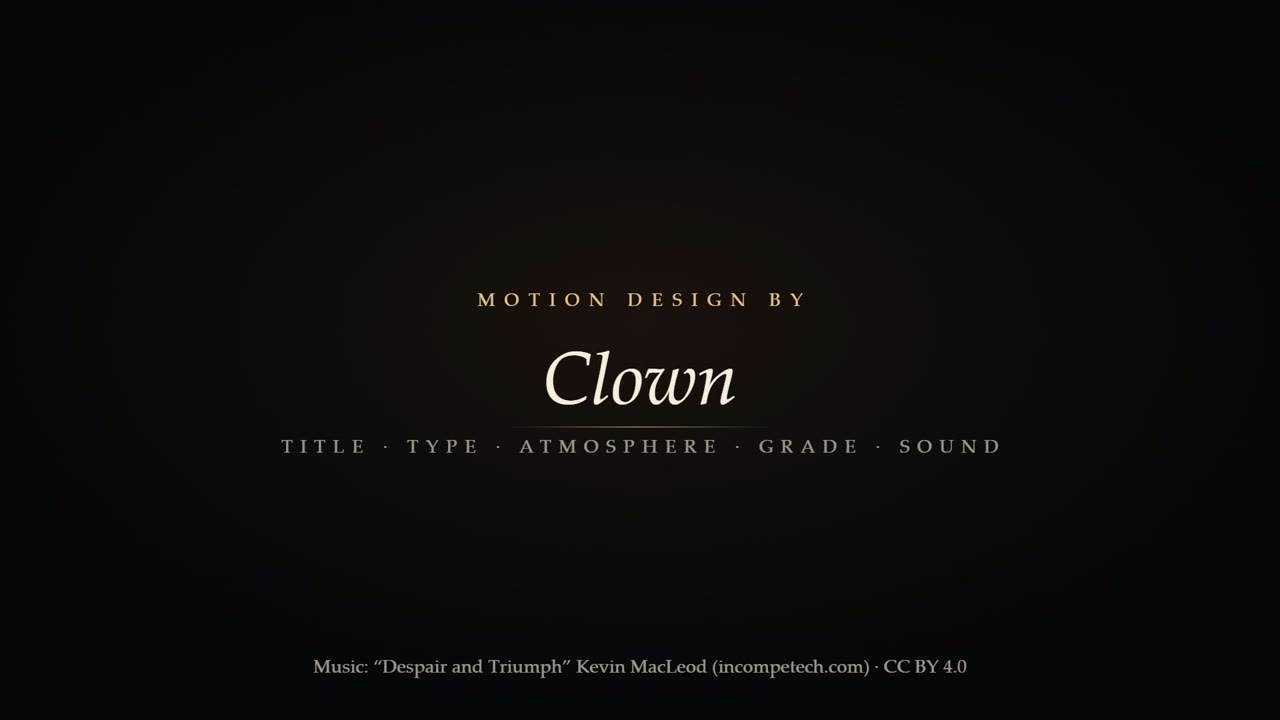 MOTION DESIGN BY
Clown
TITLE · TYPE · ATMOSPHERE · GRADE · SOUND
Music: “Despair and Triumph” Kevin MacLeod (incompetech.com) · CC BY 4.0